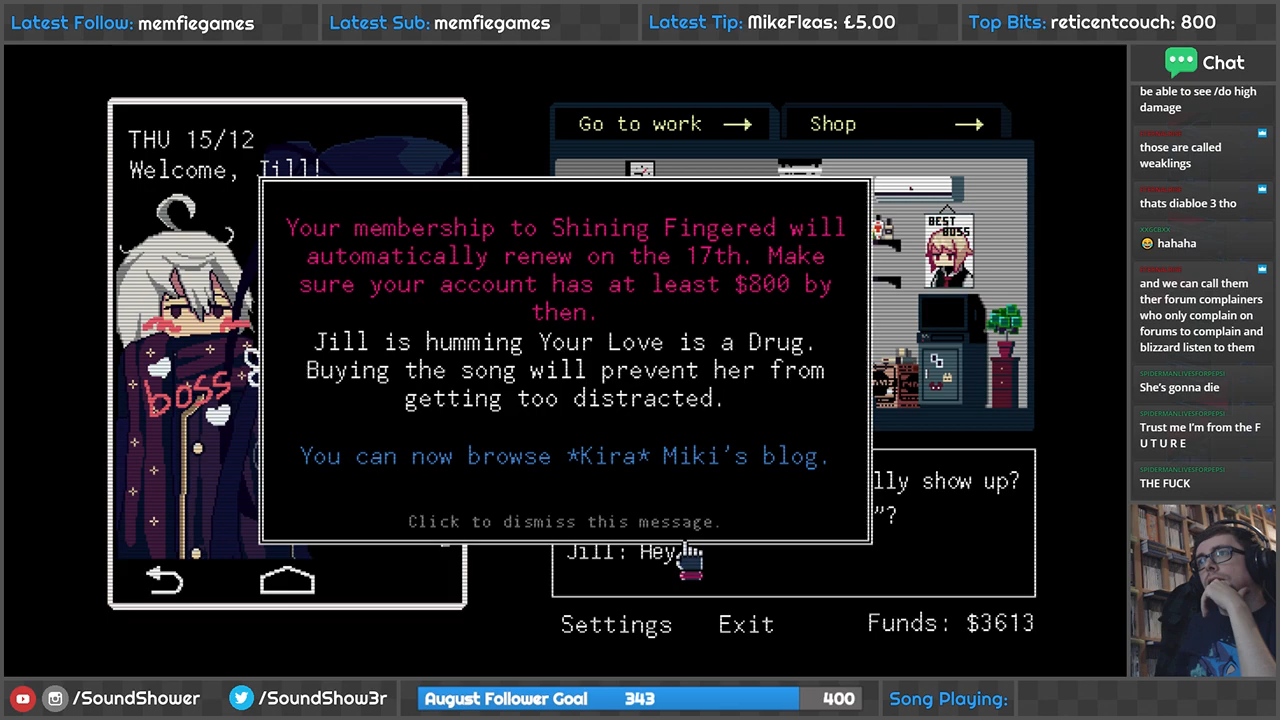 Latest Follow: memfiegames
Latest Sub: memfiegames
Latest Tip: MikeFleas: £5.00
Top Bits: reticentcouch: 800
THU 15/12
Welcome, Jill!
boss
Go to work
Shop
BEST
BOSS
Your membership to Shining Fingered will
automatically renew on the 17th. Make
sure your account has at least $800 by
then.
Jill is humming Your Love is a Drug.
Buying the song will prevent her from
getting too distracted.
You can now browse *Kira* Miki's blog.
Click to dismiss this message.
lly show up?
"?
Jill: Hey,
Settings
Exit
Funds: $3613
Chat
be able to see /do high
damage
those are called
weaklings
thats diabloe 3 tho
XXGCBXX
hahaha
and we can call them
ther forum complainers
who only complain on
forums to complain and
blizzard listen to them
SPIDERMANLIVESFORPEPSI
She's gonna die
SPIDERMANLIVESFORPEPSI
Trust me I'm from the F
U T U R E
SPIDERMANLIVESFORPEPSI
THE FUCK
/SoundShower
/SoundShow3r
August Follower Goal 343 400
Song Playing: